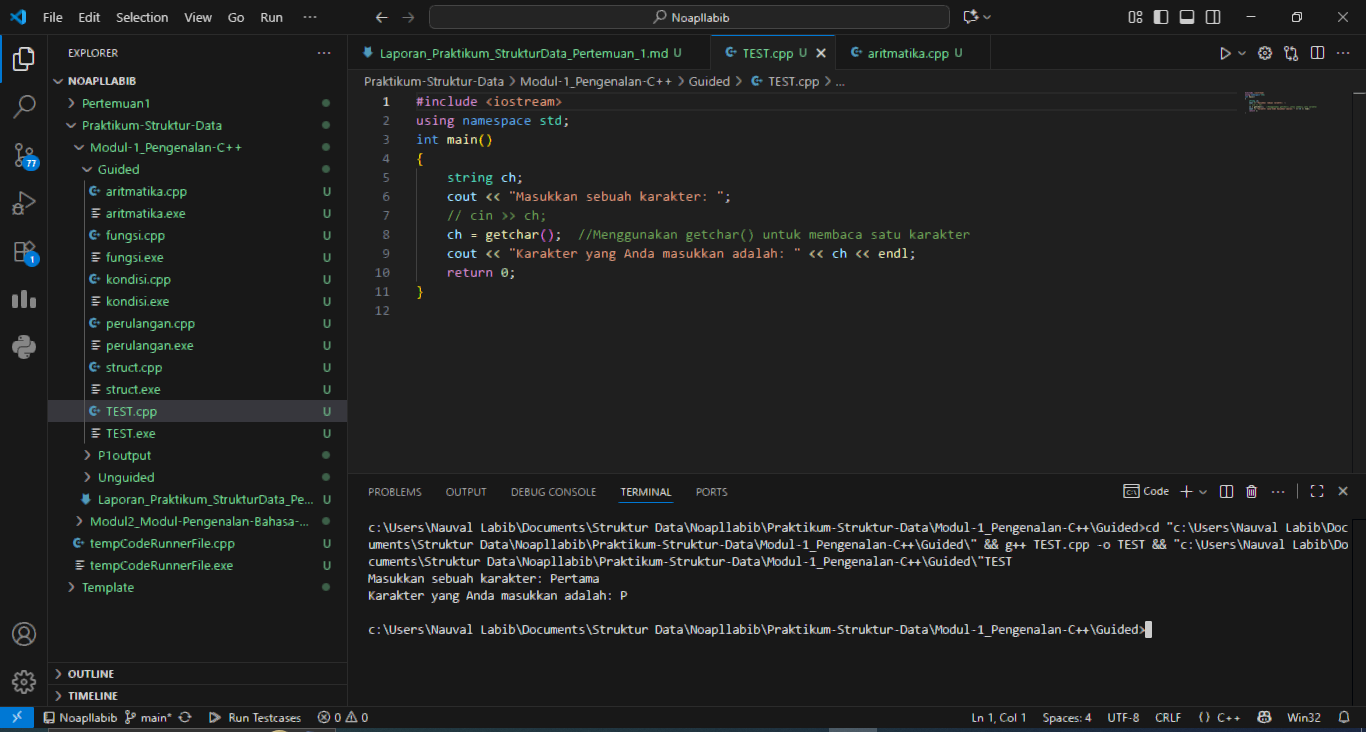 File Edit Selection View Go Run ··· ← → Noapllabib
EXPLORER ···
NOAPLLABIB
Pertemuan1
Praktikum-Struktur-Data
Modul-1_Pengenalan-C++
Guided
aritmatika.cpp U
aritmatika.exe U
fungsi.cpp U
fungsi.exe U
kondisi.cpp U
kondisi.exe U
perulangan.cpp U
perulangan.exe U
struct.cpp U
struct.exe U
TEST.cpp U
TEST.exe U
P1output
Unguided
Laporan_Praktikum_StrukturData_Pe... U
Modul2_Modul-Pengenalan-Bahasa-...
tempCodeRunnerFile.cpp U
tempCodeRunnerFile.exe U
Template
OUTLINE
TIMELINE
77
1
Laporan_Praktikum_StrukturData_Pertemuan_1.md U TEST.cpp U aritmatika.cpp U
Praktikum-Struktur-Data > Modul-1_Pengenalan-C++ > Guided > TEST.cpp > ...
1 #include <iostream>
2 using namespace std;
3 int main()
4 {
5 string ch;
6 cout << "Masukkan sebuah karakter: ";
7 // cin >> ch;
8 ch = getchar(); //Menggunakan getchar() untuk membaca satu karakter
9 cout << "Karakter yang Anda masukkan adalah: " << ch << endl;
10 return 0;
11 }
12
PROBLEMS OUTPUT DEBUG CONSOLE TERMINAL PORTS Code
c:\Users\Nauval Labib\Documents\Struktur Data\Noapllabib\Praktikum-Struktur-Data\Modul-1_Pengenalan-C++\Guided>cd "c:\Users\Nauval Labib\Doc
uments\Struktur Data\Noapllabib\Praktikum-Struktur-Data\Modul-1_Pengenalan-C++\Guided\" && g++ TEST.cpp -o TEST && "c:\Users\Nauval Labib\Do
cuments\Struktur Data\Noapllabib\Praktikum-Struktur-Data\Modul-1_Pengenalan-C++\Guided\"TEST
Masukkan sebuah karakter: Pertama
Karakter yang Anda masukkan adalah: P
c:\Users\Nauval Labib\Documents\Struktur Data\Noapllabib\Praktikum-Struktur-Data\Modul-1_Pengenalan-C++\Guided>
Noapllabib main* Run Testcases 0 0 Ln 1, Col 1 Spaces: 4 UTF-8 CRLF C++ Win32